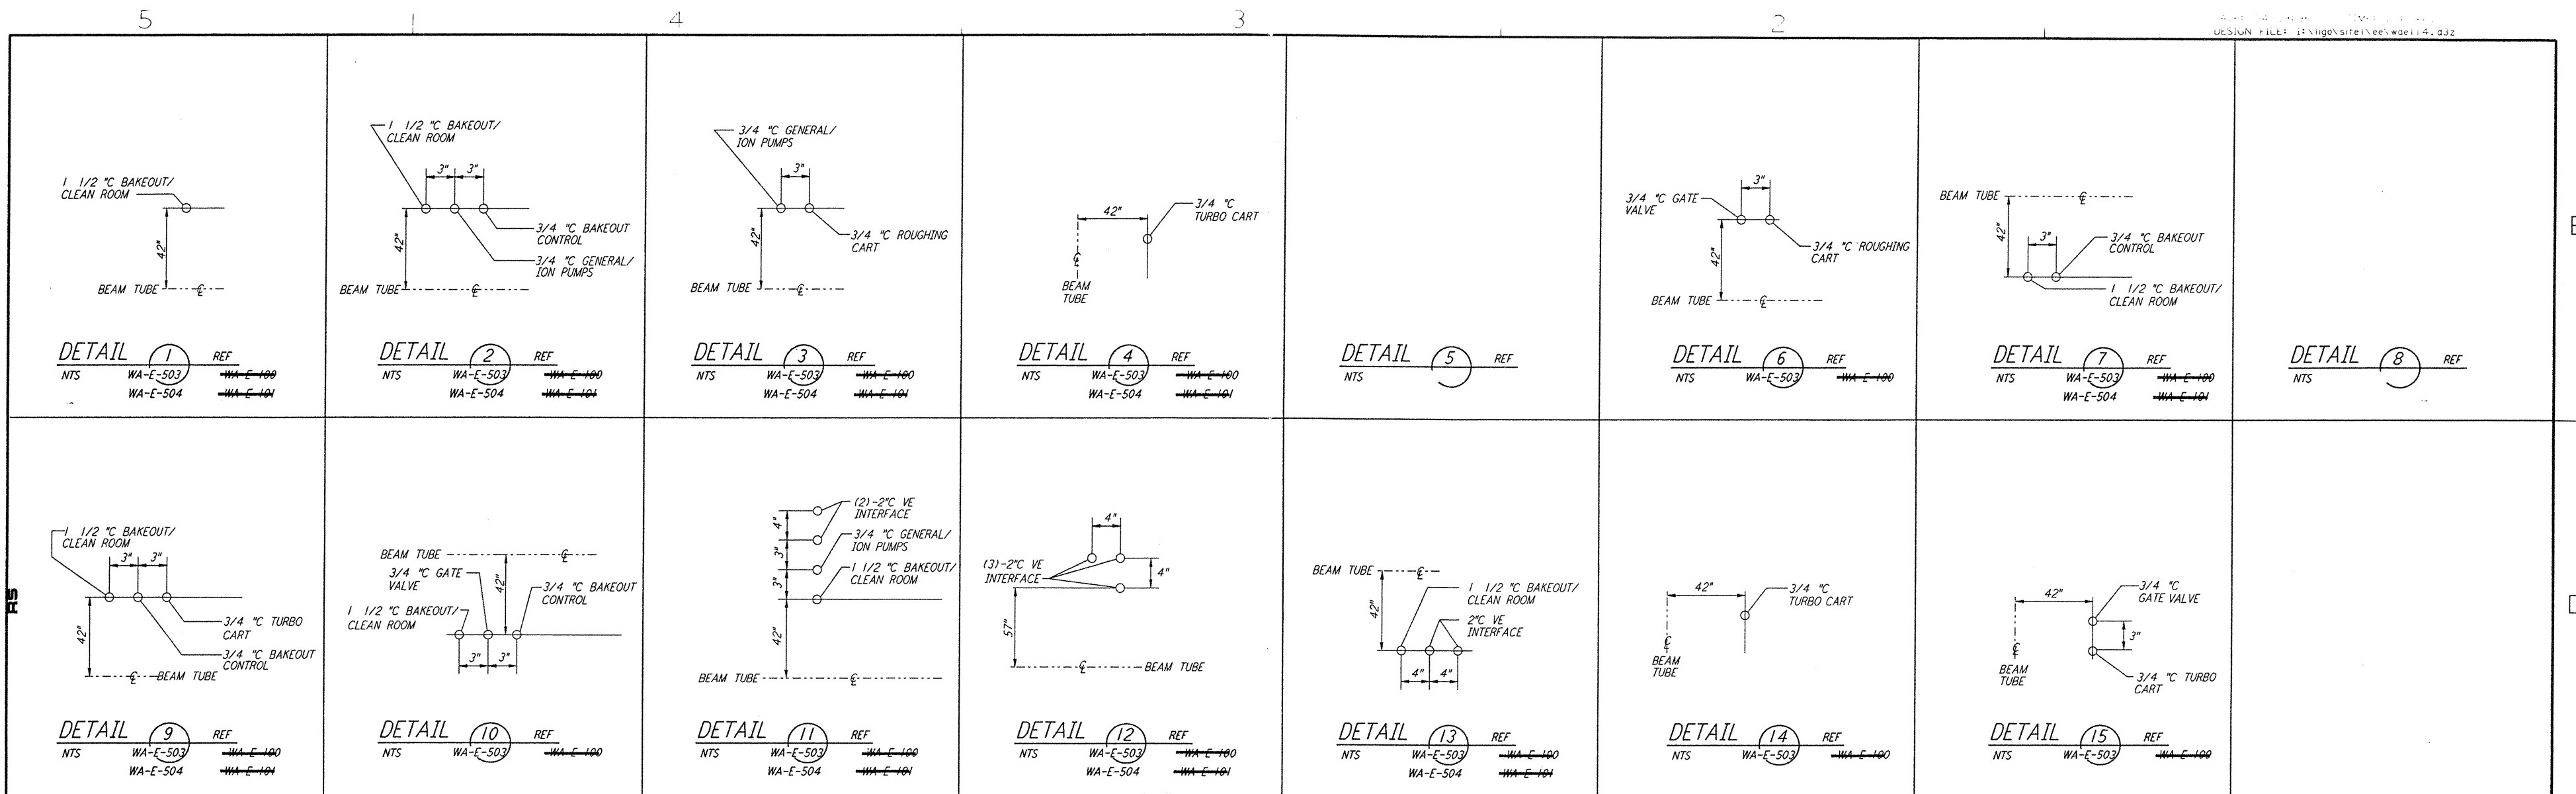 5
4
3
2
DESIGN FILE: I:\ligo\site1\ee\wae114.d3z
1 1/2 "C BAKEOUT/
CLEAN ROOM
42"
BEAM TUBE
DETAIL 1 REF
NTS WA-E-503 WA-E-100
WA-E-504 WA-E-101
1 1/2 "C BAKEOUT/
CLEAN ROOM
3" 3"
42"
3/4 "C BAKEOUT
CONTROL
3/4 "C GENERAL/
ION PUMPS
BEAM TUBE
DETAIL 2 REF
NTS WA-E-503 WA-E-100
WA-E-504 WA-E-101
3/4 "C GENERAL/
ION PUMPS
3"
42"
3/4 "C ROUGHING
CART
BEAM TUBE
DETAIL 3 REF
NTS WA-E-503 WA-E-100
WA-E-504 WA-E-101
42"
3/4 "C
TURBO CART
BEAM
TUBE
DETAIL 4 REF
NTS WA-E-503 WA-E-100
WA-E-504 WA-E-101
DETAIL 5 REF
NTS
3"
3/4 "C GATE
VALVE
42"
3/4 "C ROUGHING
CART
BEAM TUBE
DETAIL 6 REF
NTS WA-E-503 WA-E-100
BEAM TUBE
42"
3"
3/4 "C BAKEOUT
CONTROL
1 1/2 "C BAKEOUT/
CLEAN ROOM
DETAIL 7 REF
NTS WA-E-503 WA-E-100
WA-E-504 WA-E-101
DETAIL 8 REF
NTS
1 1/2 "C BAKEOUT/
CLEAN ROOM
3" 3"
42"
3/4 "C TURBO
CART
3/4 "C BAKEOUT
CONTROL
BEAM TUBE
DETAIL 9 REF
NTS WA-E-503 WA-E-100
WA-E-504 WA-E-101
BEAM TUBE
3/4 "C GATE
VALVE
42"
3/4 "C BAKEOUT
CONTROL
1 1/2 "C BAKEOUT/
CLEAN ROOM
3" 3"
DETAIL 10 REF
NTS WA-E-503 WA-E-100
(2)-2"C VE
INTERFACE
4"
3/4 "C GENERAL/
ION PUMPS
3"
1 1/2 "C BAKEOUT/
CLEAN ROOM
3"
42"
BEAM TUBE
DETAIL 11 REF
NTS WA-E-503 WA-E-100
WA-E-504 WA-E-101
4"
(3)-2"C VE
INTERFACE
4"
57"
BEAM TUBE
DETAIL 12 REF
NTS WA-E-503 WA-E-100
WA-E-504 WA-E-101
BEAM TUBE
1 1/2 "C BAKEOUT/
CLEAN ROOM
42"
2"C VE
INTERFACE
4" 4"
DETAIL 13 REF
NTS WA-E-503 WA-E-100
WA-E-504 WA-E-101
42"
3/4 "C
TURBO CART
BEAM
TUBE
DETAIL 14 REF
NTS WA-E-503 WA-E-100
42"
3/4 "C
GATE VALVE
3"
BEAM
TUBE
3/4 "C TURBO
CART
DETAIL 15 REF
NTS WA-E-503 WA-E-100